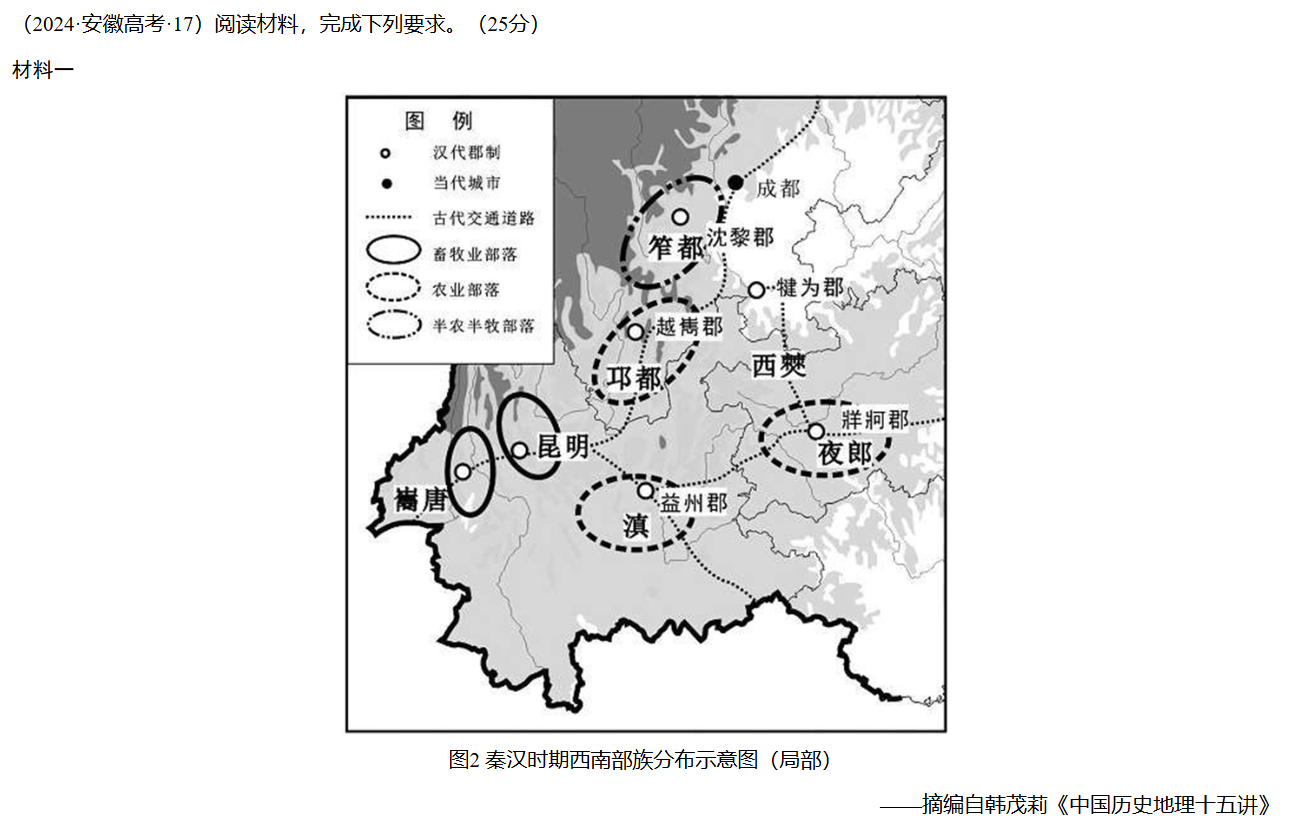 （2024·安徽高考·17）阅读材料，完成下列要求。（25分）
材料一
图 例
汉代郡制
当代城市
古代交通道路
畜牧业部落
农业部落
半农半牧部落
成都
沈黎郡
笮都
犍为郡
越嶲郡
邛都
西僰
牂牁郡
夜郎
昆明
嶲唐
益州郡
滇
图2 秦汉时期西南部族分布示意图（局部）
——摘编自韩茂莉《中国历史地理十五讲》